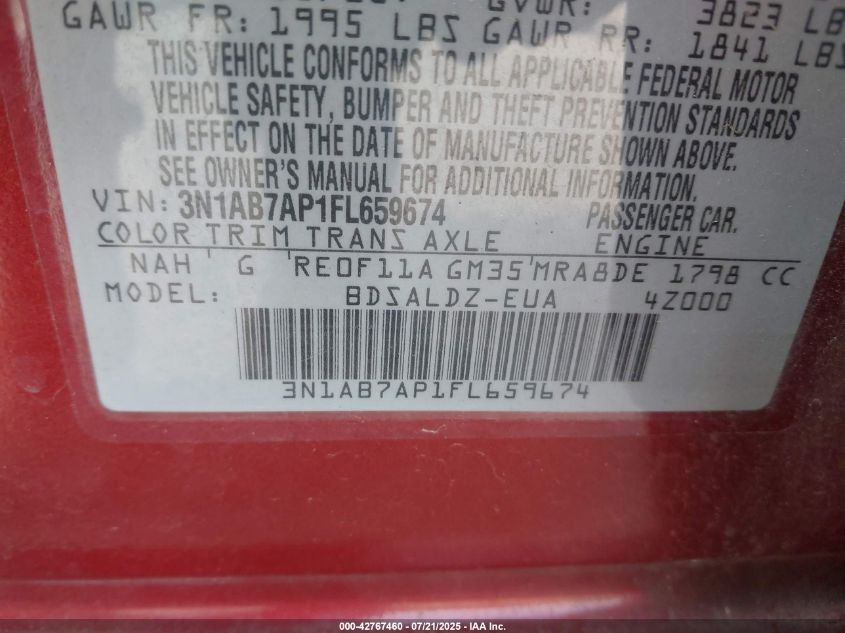 GVWR: 3823 LB
GAWR FR: 1995 LBS GAWR RR: 1841 LBS
THIS VEHICLE CONFORMS TO ALL APPLICABLE FEDERAL MOTOR
VEHICLE SAFETY, BUMPER AND THEFT PREVENTION STANDARDS
IN EFFECT ON THE DATE OF MANUFACTURE SHOWN ABOVE.
SEE OWNER'S MANUAL FOR ADDITIONAL INFORMATION.
VIN: 3N1AB7AP1FL659674 PASSENGER CAR.
COLOR TRIM TRANS AXLE ENGINE
NAH G RE0F11A GM35 MRA8DE 1798 CC
MODEL: BDSALDZ-EUA 4Z000
3N1AB7AP1FL659674
000-42767460 - 07/21/2025 - IAA Inc.